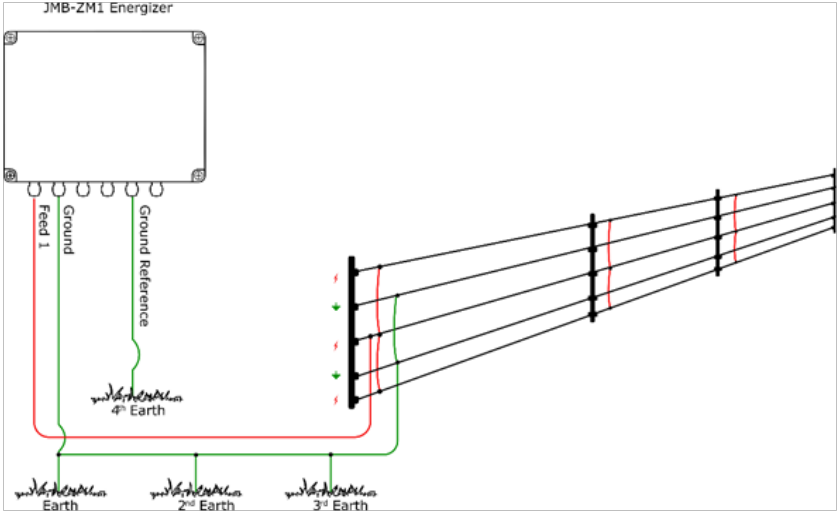 JMB-ZM1 Energizer
Feed 1
Ground
Ground Reference
4th Earth
Earth
2nd Earth
3rd Earth